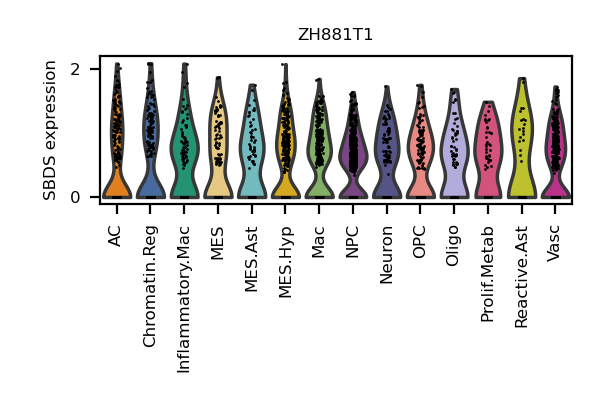 ZH881T1
SBDS expression
2
0
AC
Chromatin.Reg
Inflammatory.Mac
MES
MES.Ast
MES.Hyp
Mac
NPC
Neuron
OPC
Oligo
Prolif.Metab
Reactive.Ast
Vasc